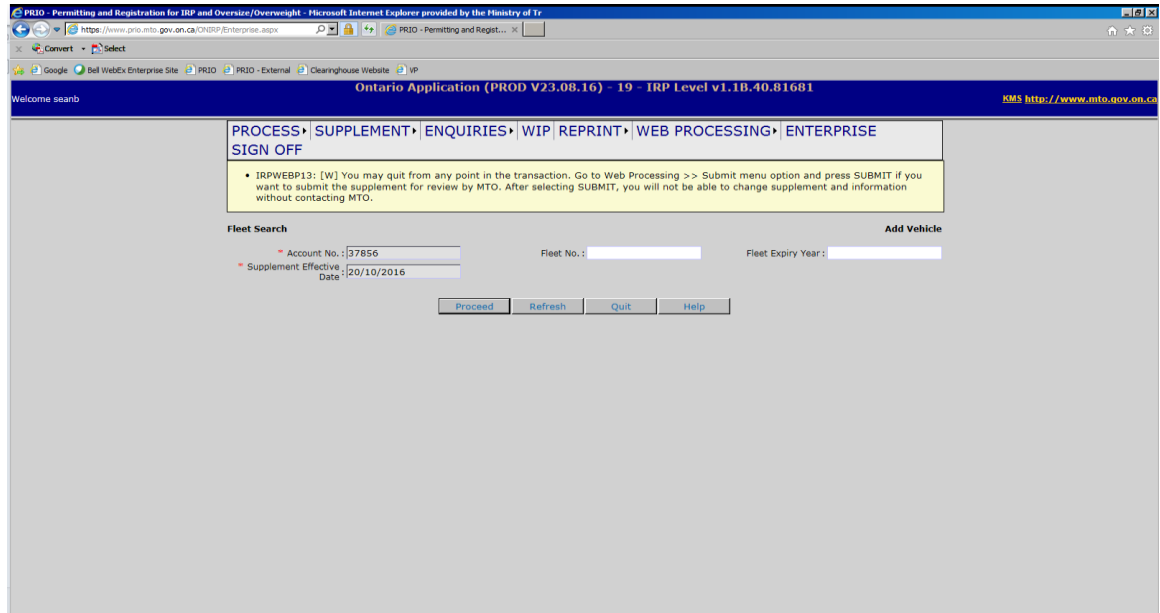 PRIO - Permitting and Registration for IRP and Oversize/Overweight - Microsoft Internet Explorer provided by the Ministry of Tr
https://www.prio.mto.gov.on.ca/ONIRP/Enterprise.aspx PRIO - Permitting and Regist...
x Convert Select
Google Bell WebEx Enterprise Site PRIO PRIO - External Clearinghouse Website VP
Ontario Application (PROD V23.08.16) - 19 - IRP Level v1.1B.40.81681
Welcome seanb KMS http://www.mto.gov.on.ca
PROCESS SUPPLEMENT ENQUIRIES WIP REPRINT WEB PROCESSING ENTERPRISE
SIGN OFF
• IRPWEBP13: [W] You may quit from any point in the transaction. Go to Web Processing >> Submit menu option and press SUBMIT if you
want to submit the supplement for review by MTO. After selecting SUBMIT, you will not be able to change supplement and information
without contacting MTO.
Fleet Search Add Vehicle
* Account No. : 37856 Fleet No. : Fleet Expiry Year :
* Supplement Effective
Date : 20/10/2016
Proceed Refresh Quit Help